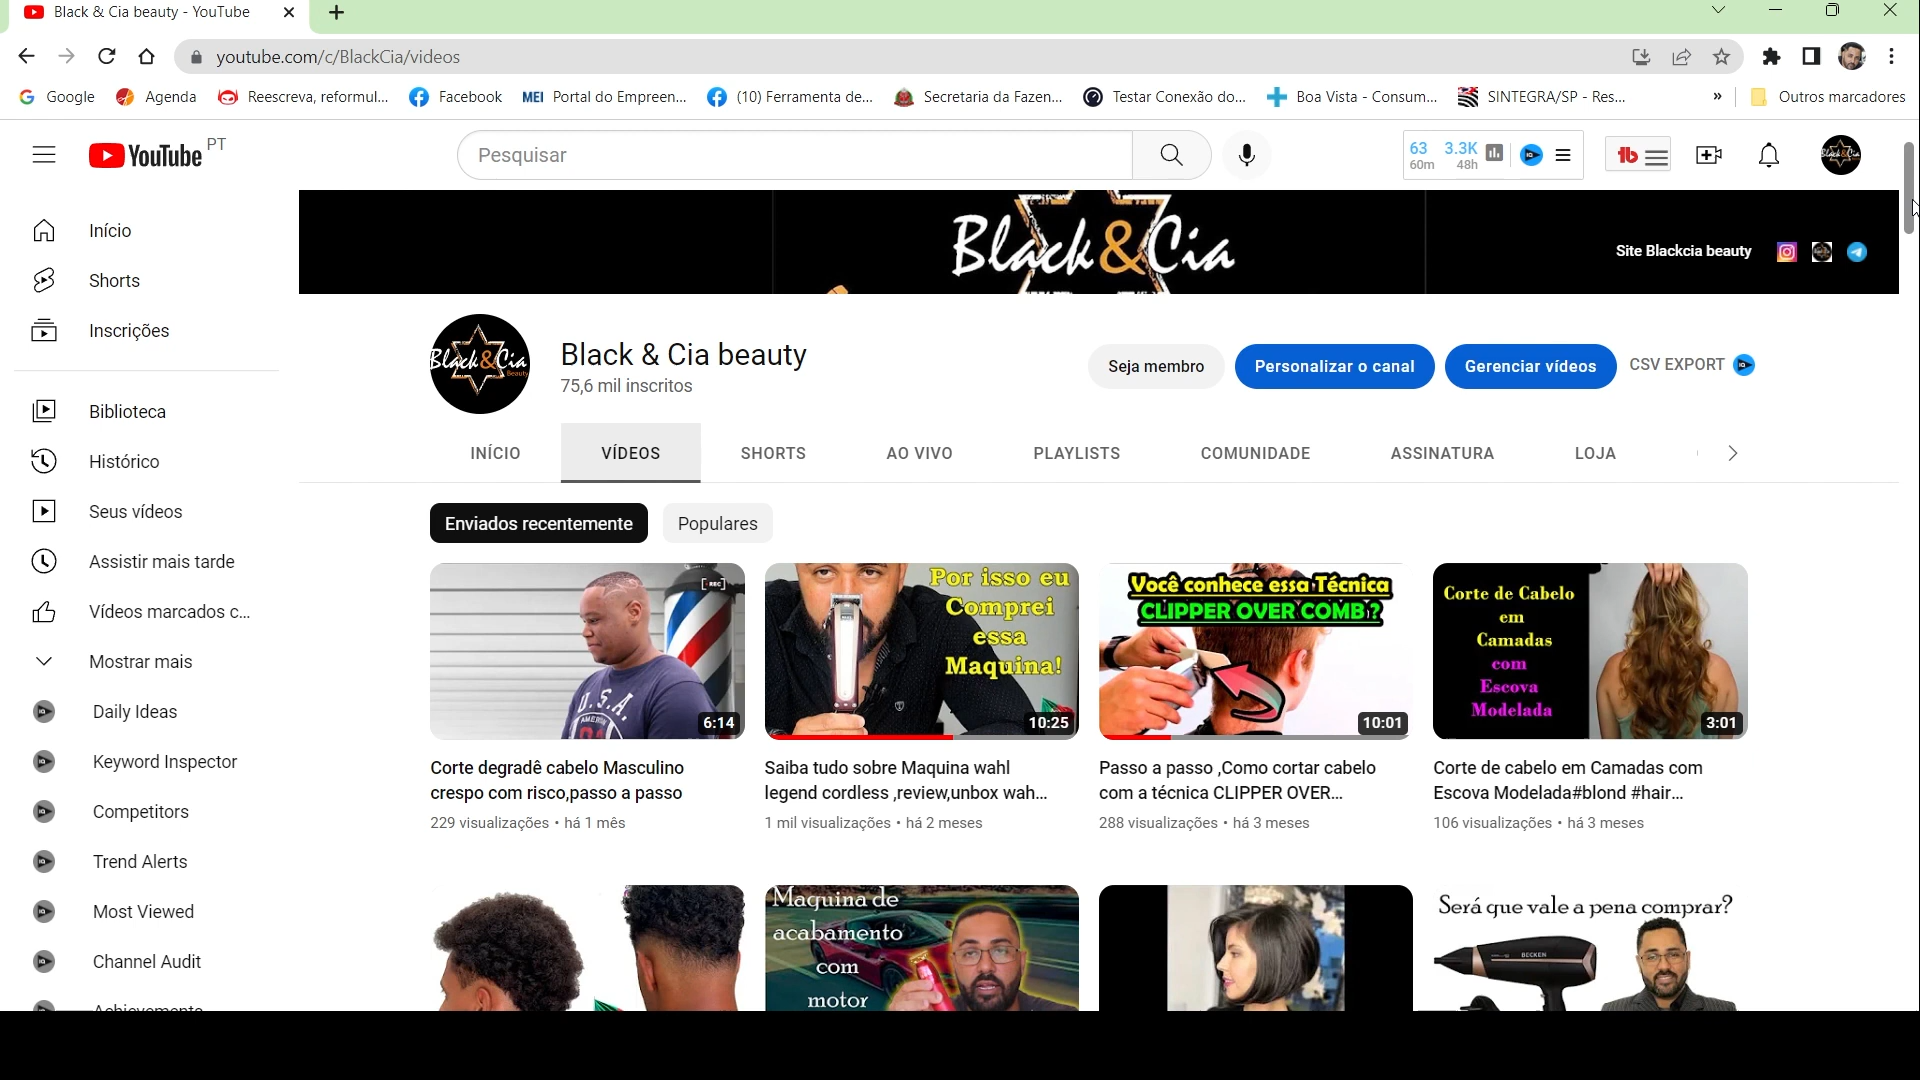 Black & Cia beauty - YouTube
youtube.com/c/BlackCia/videos
Google
Agenda
Reescreva, reformul...
Facebook
MEI Portal do Empreen...
(10) Ferramenta de...
Secretaria da Fazen...
Testar Conexão do...
Boa Vista - Consum...
SINTEGRA/SP - Res...
»
Outros marcadores
YouTube PT
Pesquisar
63 3.3K
60m 48h
Início
Shorts
Inscrições
Biblioteca
Histórico
Seus vídeos
Assistir mais tarde
Vídeos marcados c...
Mostrar mais
Daily Ideas
Keyword Inspector
Competitors
Trend Alerts
Most Viewed
Channel Audit
Achievements
Black&Cia
Site Blackcia beauty
Black&Cia
Beauty
Black & Cia beauty
75,6 mil inscritos
Seja membro
Personalizar o canal
Gerenciar vídeos
CSV EXPORT
INÍCIO
VÍDEOS
SHORTS
AO VIVO
PLAYLISTS
COMUNIDADE
ASSINATURA
LOJA
Enviados recentemente
Populares
REC
U.S.A.
6:14
Corte degradê cabelo Masculino
crespo com risco,passo a passo
229 visualizações • há 1 mês
Por isso eu
Comprei
essa
Maquina!
10:25
Saiba tudo sobre Maquina wahl
legend cordless ,review,unbox wah...
1 mil visualizações • há 2 meses
Você conhece essa Técnica
CLIPPER OVER COMB ?
10:01
Passo a passo ,Como cortar cabelo
com a técnica CLIPPER OVER...
288 visualizações • há 3 meses
Corte de Cabelo
em
Camadas
com
Escova
Modelada
3:01
Corte de cabelo em Camadas com
Escova Modelada#blond #hair...
106 visualizações • há 3 meses
Maquina de
acabamento
com
motor
Será que vale a pena comprar?
BECKEN